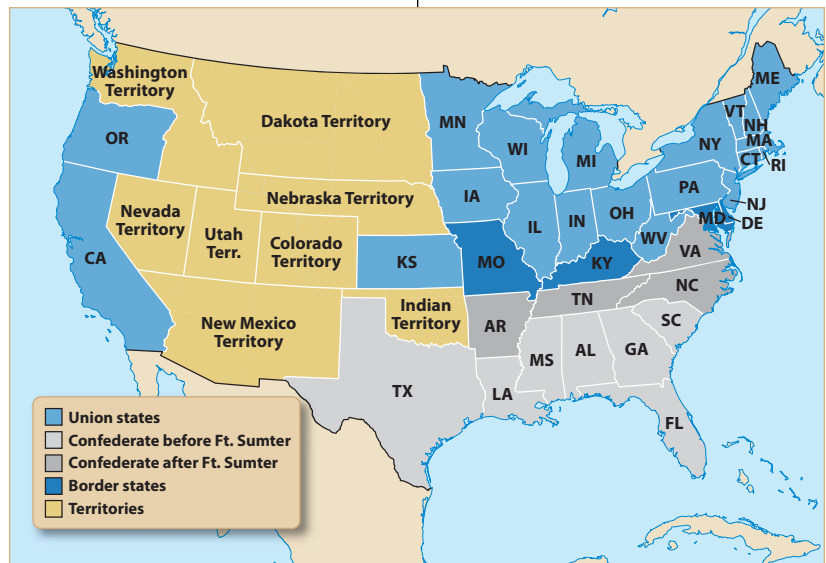 Washington
Territory
Dakota Territory
MN
ME
VT
NH
MA
NY
CT
RI
OR
WI
MI
PA
NJ
Nebraska Territory
IA
IL
IN
OH
MD
DE
Nevada
Territory
Utah
Terr.
Colorado
Territory
WV
VA
CA
KS
MO
KY
NC
TN
New Mexico
Territory
Indian
Territory
AR
SC
MS
AL
GA
TX
LA
FL
Union states
Confederate before Ft. Sumter
Confederate after Ft. Sumter
Border states
Territories